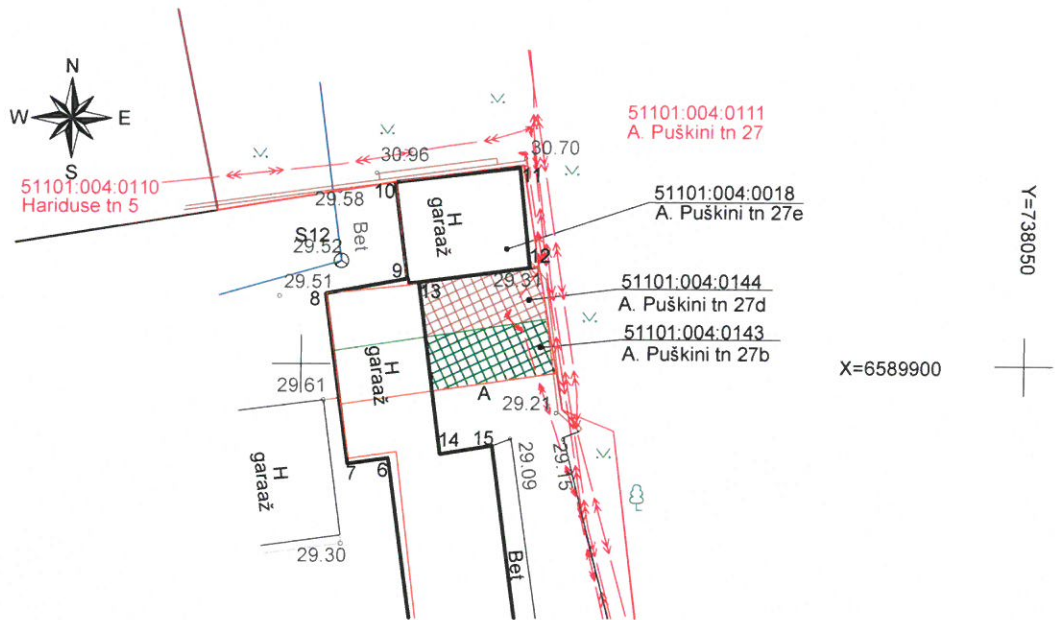 N
W E
S
51101:004:0111
A. Puškini tn 27
30.96
30.70
51101:004:0110
Hariduse tn 5
29.58
10
11
51101:004:0018
A. Puškini tn 27e
H
garaaž
Bet
S12
29.52
29.51
9
12
29.31
8
13
51101:004:0144
A. Puškini tn 27d
51101:004:0143
A. Puškini tn 27b
Y=738050
X=6589900
H
garaaž
29.61
A
29.21
14
15
29.09
29.15
7
6
H
garaaž
29.30
Bet